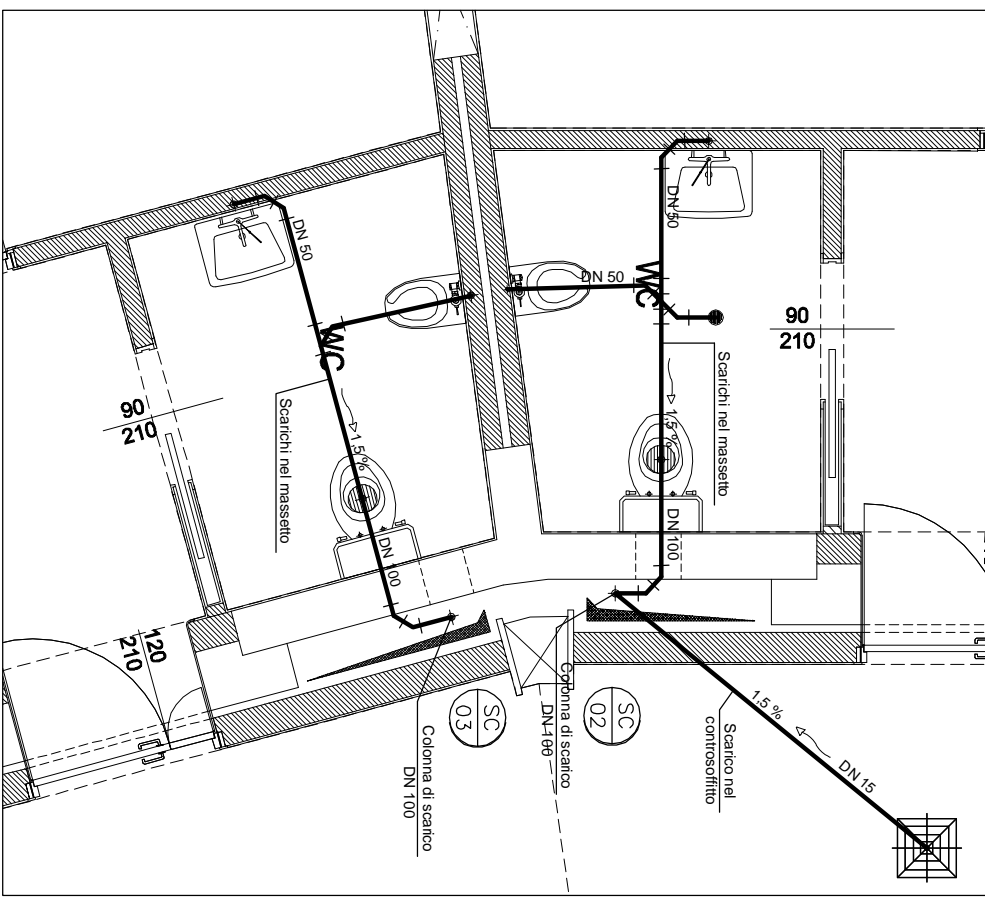 DN 50
DN 50
DN 50
WC
WC
90
210
90
210
Scarichi nel massetto
Scarichi nel massetto
1,5 %
1,5 %
DN 100
DN 100
120
210
SC
03
SC
02
Colonna di scarico
DN 100
Colonna di scarico
DN 100
1,5 %
Scarico nel
controsoffitto
DN 15